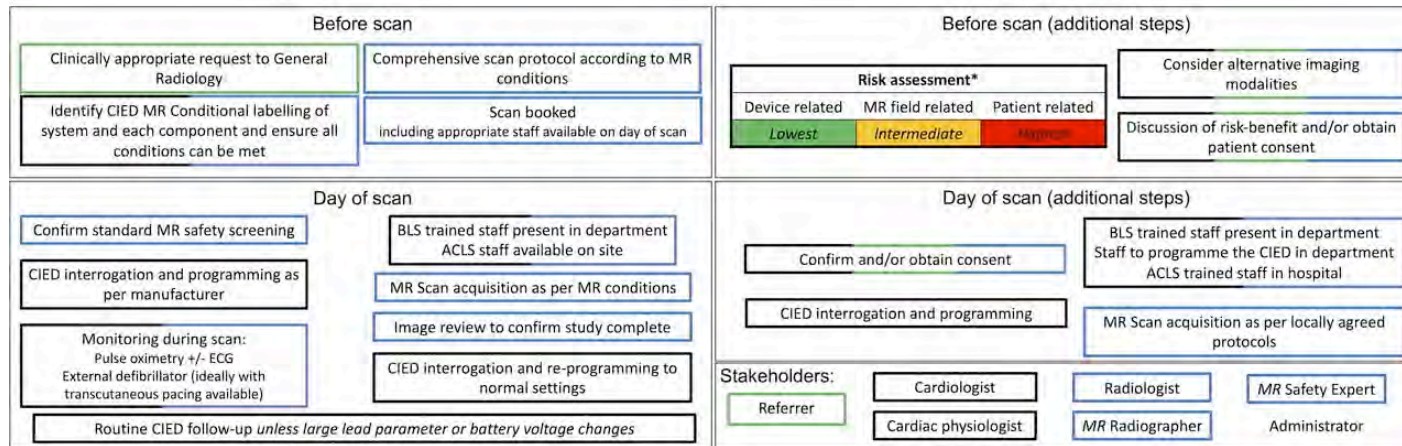 Before scan
Clinically appropriate request to General
Radiology
Comprehensive scan protocol according to MR
conditions
Identify CIED MR Conditional labelling of
system and each component and ensure all
conditions can be met
Scan booked
including appropriate staff available on day of scan
Before scan (additional steps)
Risk assessment*
Device related
MR field related
Patient related
Lowest
Intermediate
Consider alternative imaging
modalities
Discussion of risk-benefit and/or obtain
patient consent
Day of scan
Confirm standard MR safety screening
BLS trained staff present in department
ACLS staff available on site
CIED interrogation and programming as
per manufacturer
MR Scan acquisition as per MR conditions
Image review to confirm study complete
Monitoring during scan:
Pulse oximetry +/- ECG
External defibrillator (ideally with
transcutaneous pacing available)
CIED interrogation and re-programming to
normal settings
Routine CIED follow-up unless large lead parameter or battery voltage changes
Day of scan (additional steps)
Confirm and/or obtain consent
BLS trained staff present in department
Staff to programme the CIED in department
ACLS trained staff in hospital
CIED interrogation and programming
MR Scan acquisition as per locally agreed
protocols
Stakeholders:
Referrer
Cardiologist
Radiologist
MR Safety Expert
Cardiac physiologist
MR Radiographer
Administrator